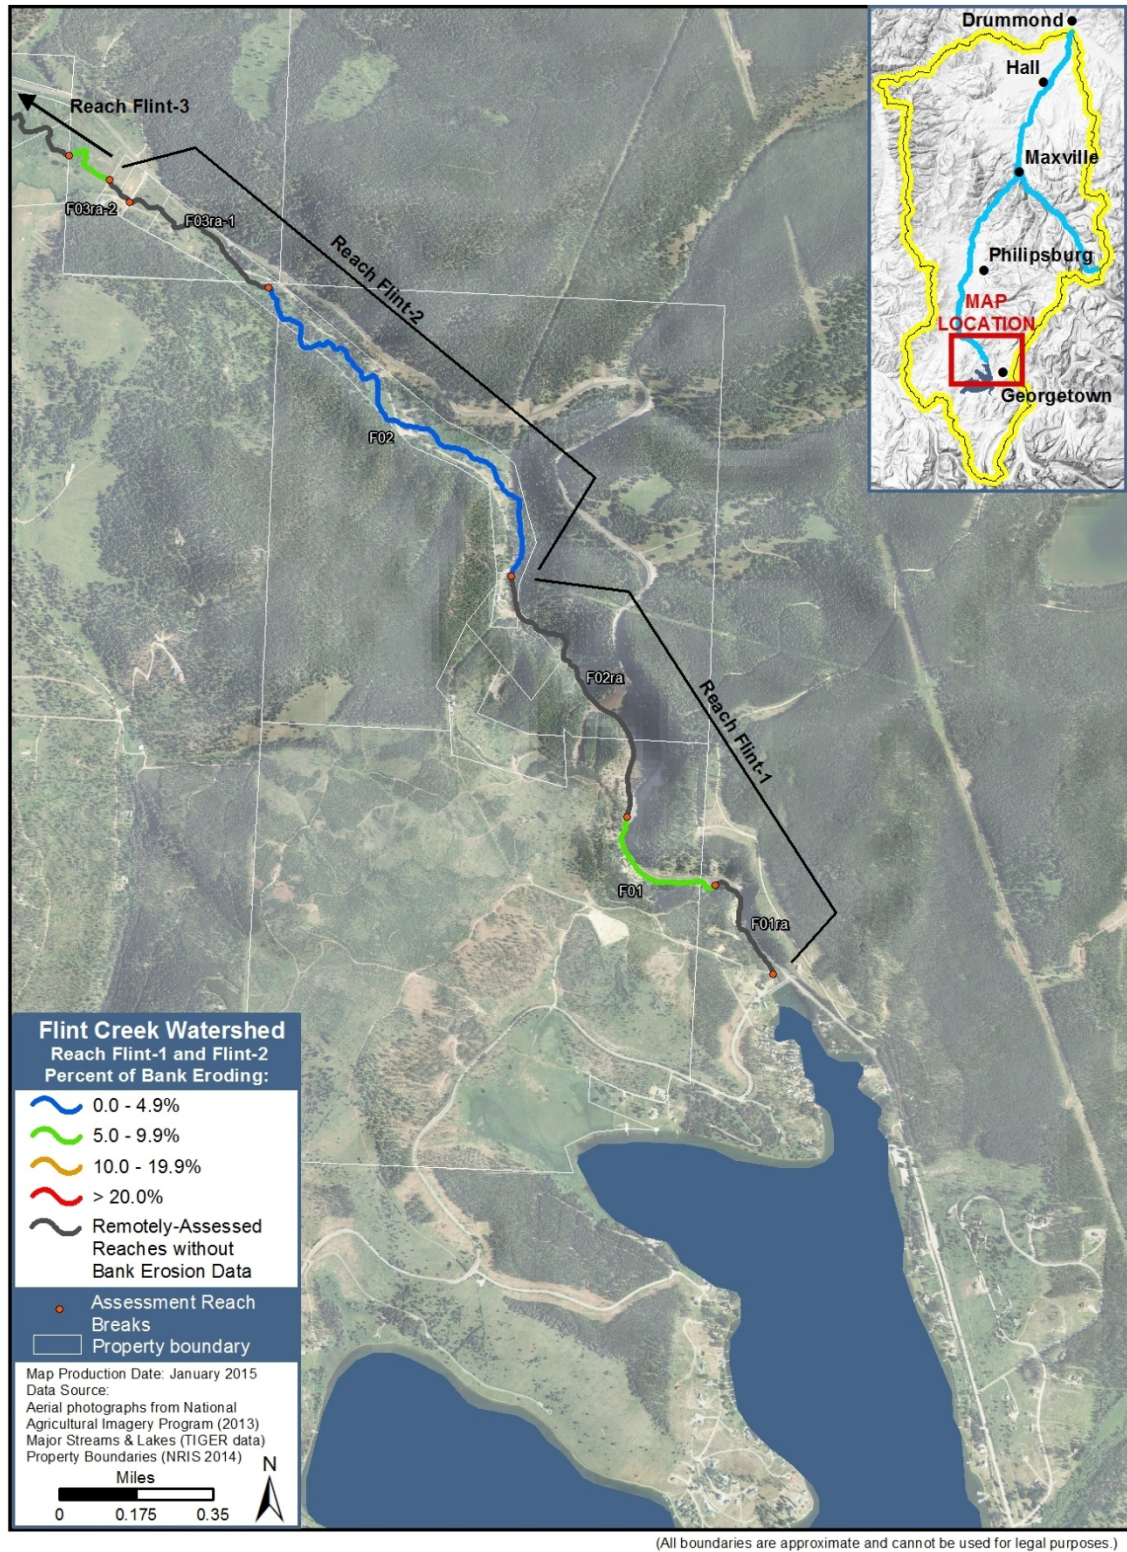 Drummond
Hall
Maxville
Philipsburg
MAP
LOCATION
Georgetown
Reach Flint-3
F03ra-2
F03ra-1
Reach Flint-2
F02
F02ra
Reach Flint-1
F01
F01ra
Flint Creek Watershed
Reach Flint-1 and Flint-2
Percent of Bank Eroding:
0.0 - 4.9%
5.0 - 9.9%
10.0 - 19.9%
> 20.0%
Remotely-Assessed
Reaches without
Bank Erosion Data
Assessment Reach
Breaks
Property boundary
Map Production Date: January 2015
Data Source:
Aerial photographs from National
Agricultural Imagery Program (2013)
Major Streams & Lakes (TIGER data)
Property Boundaries (NRIS 2014)
Miles
N
0 0.175 0.35
(All boundaries are approximate and cannot be used for legal purposes.)